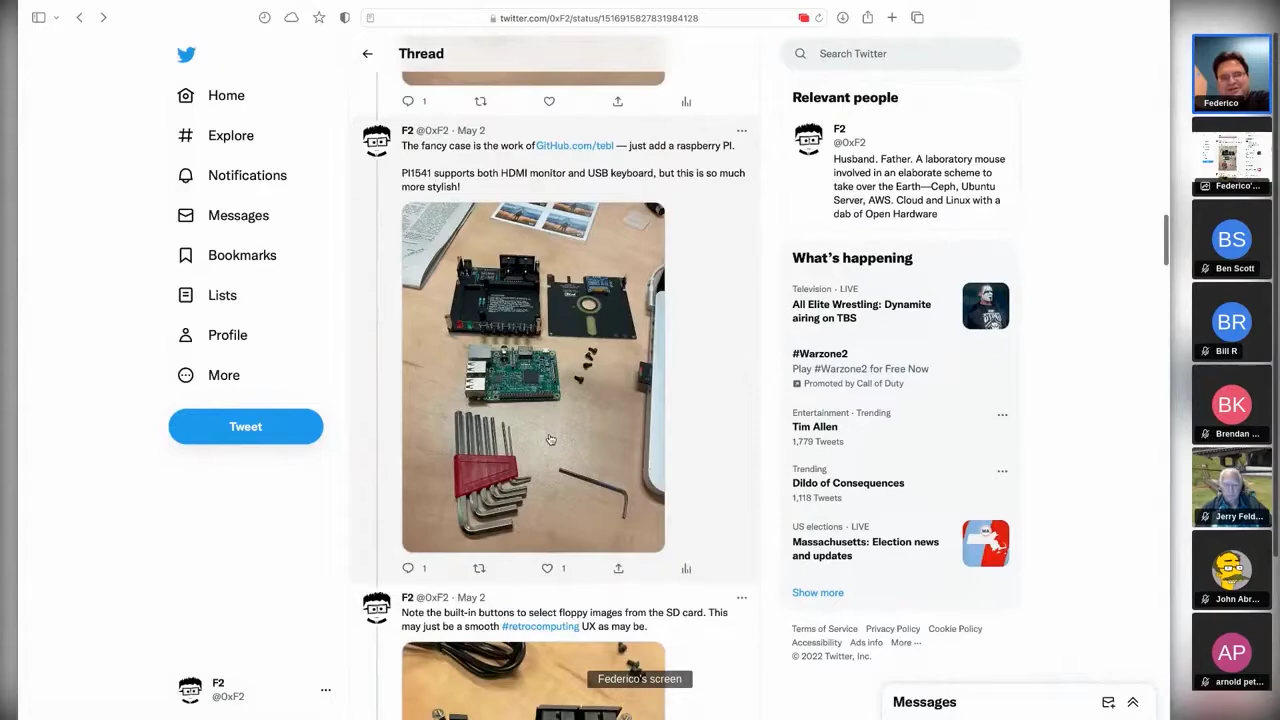 twitter.com/0xF2/status/1516915827831984128
Home
Explore
Notifications
Messages
Bookmarks
Lists
Profile
More
Tweet
F2
@0xF2
Thread
1
F2 @0xF2 · May 2
The fancy case is the work of GitHub.com/tebl — just add a raspberry PI.
PI1541 supports both HDMI monitor and USB keyboard, but this is so much
more stylish!
1
1
F2 @0xF2 · May 2
Note the built-in buttons to select floppy images from the SD card. This
may just be a smooth #retrocomputing UX as may be.
Federico's screen
Search Twitter
Relevant people
F2
@0xF2
Husband. Father. A laboratory mouse
involved in an elaborate scheme to
take over the Earth—Ceph, Ubuntu
Server, AWS. Cloud and Linux with a
dab of Open Hardware
What's happening
Television · LIVE
All Elite Wrestling: Dynamite
airing on TBS
#Warzone2
Play #Warzone2 for Free Now
Promoted by Call of Duty
Entertainment · Trending
Tim Allen
1,779 Tweets
Trending
Dildo of Consequences
1,118 Tweets
US elections · LIVE
Massachusetts: Election news
and updates
Show more
Terms of Service Privacy Policy Cookie Policy
Accessibility Ads info More ···
© 2022 Twitter, Inc.
Messages
Federico
Federico'...
BS
Ben Scott
BR
Bill R
BK
Brendan ...
Jerry Feld...
John Abr...
AP
arnold pet...